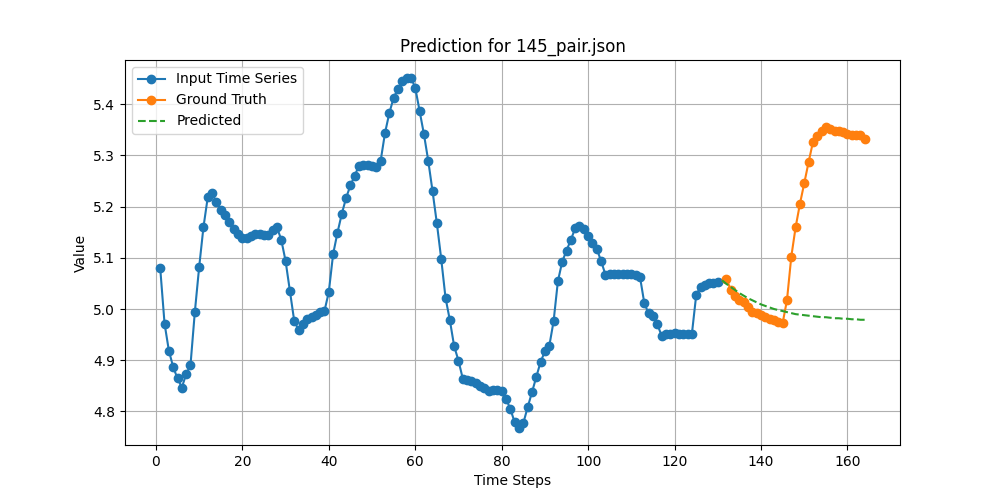 Prediction for 145_pair.json
Input Time Series
Ground Truth
Predicted
Value
5.4
5.3
5.2
5.1
5.0
4.9
4.8
0 20 40 60 80 100 120 140 160
Time Steps